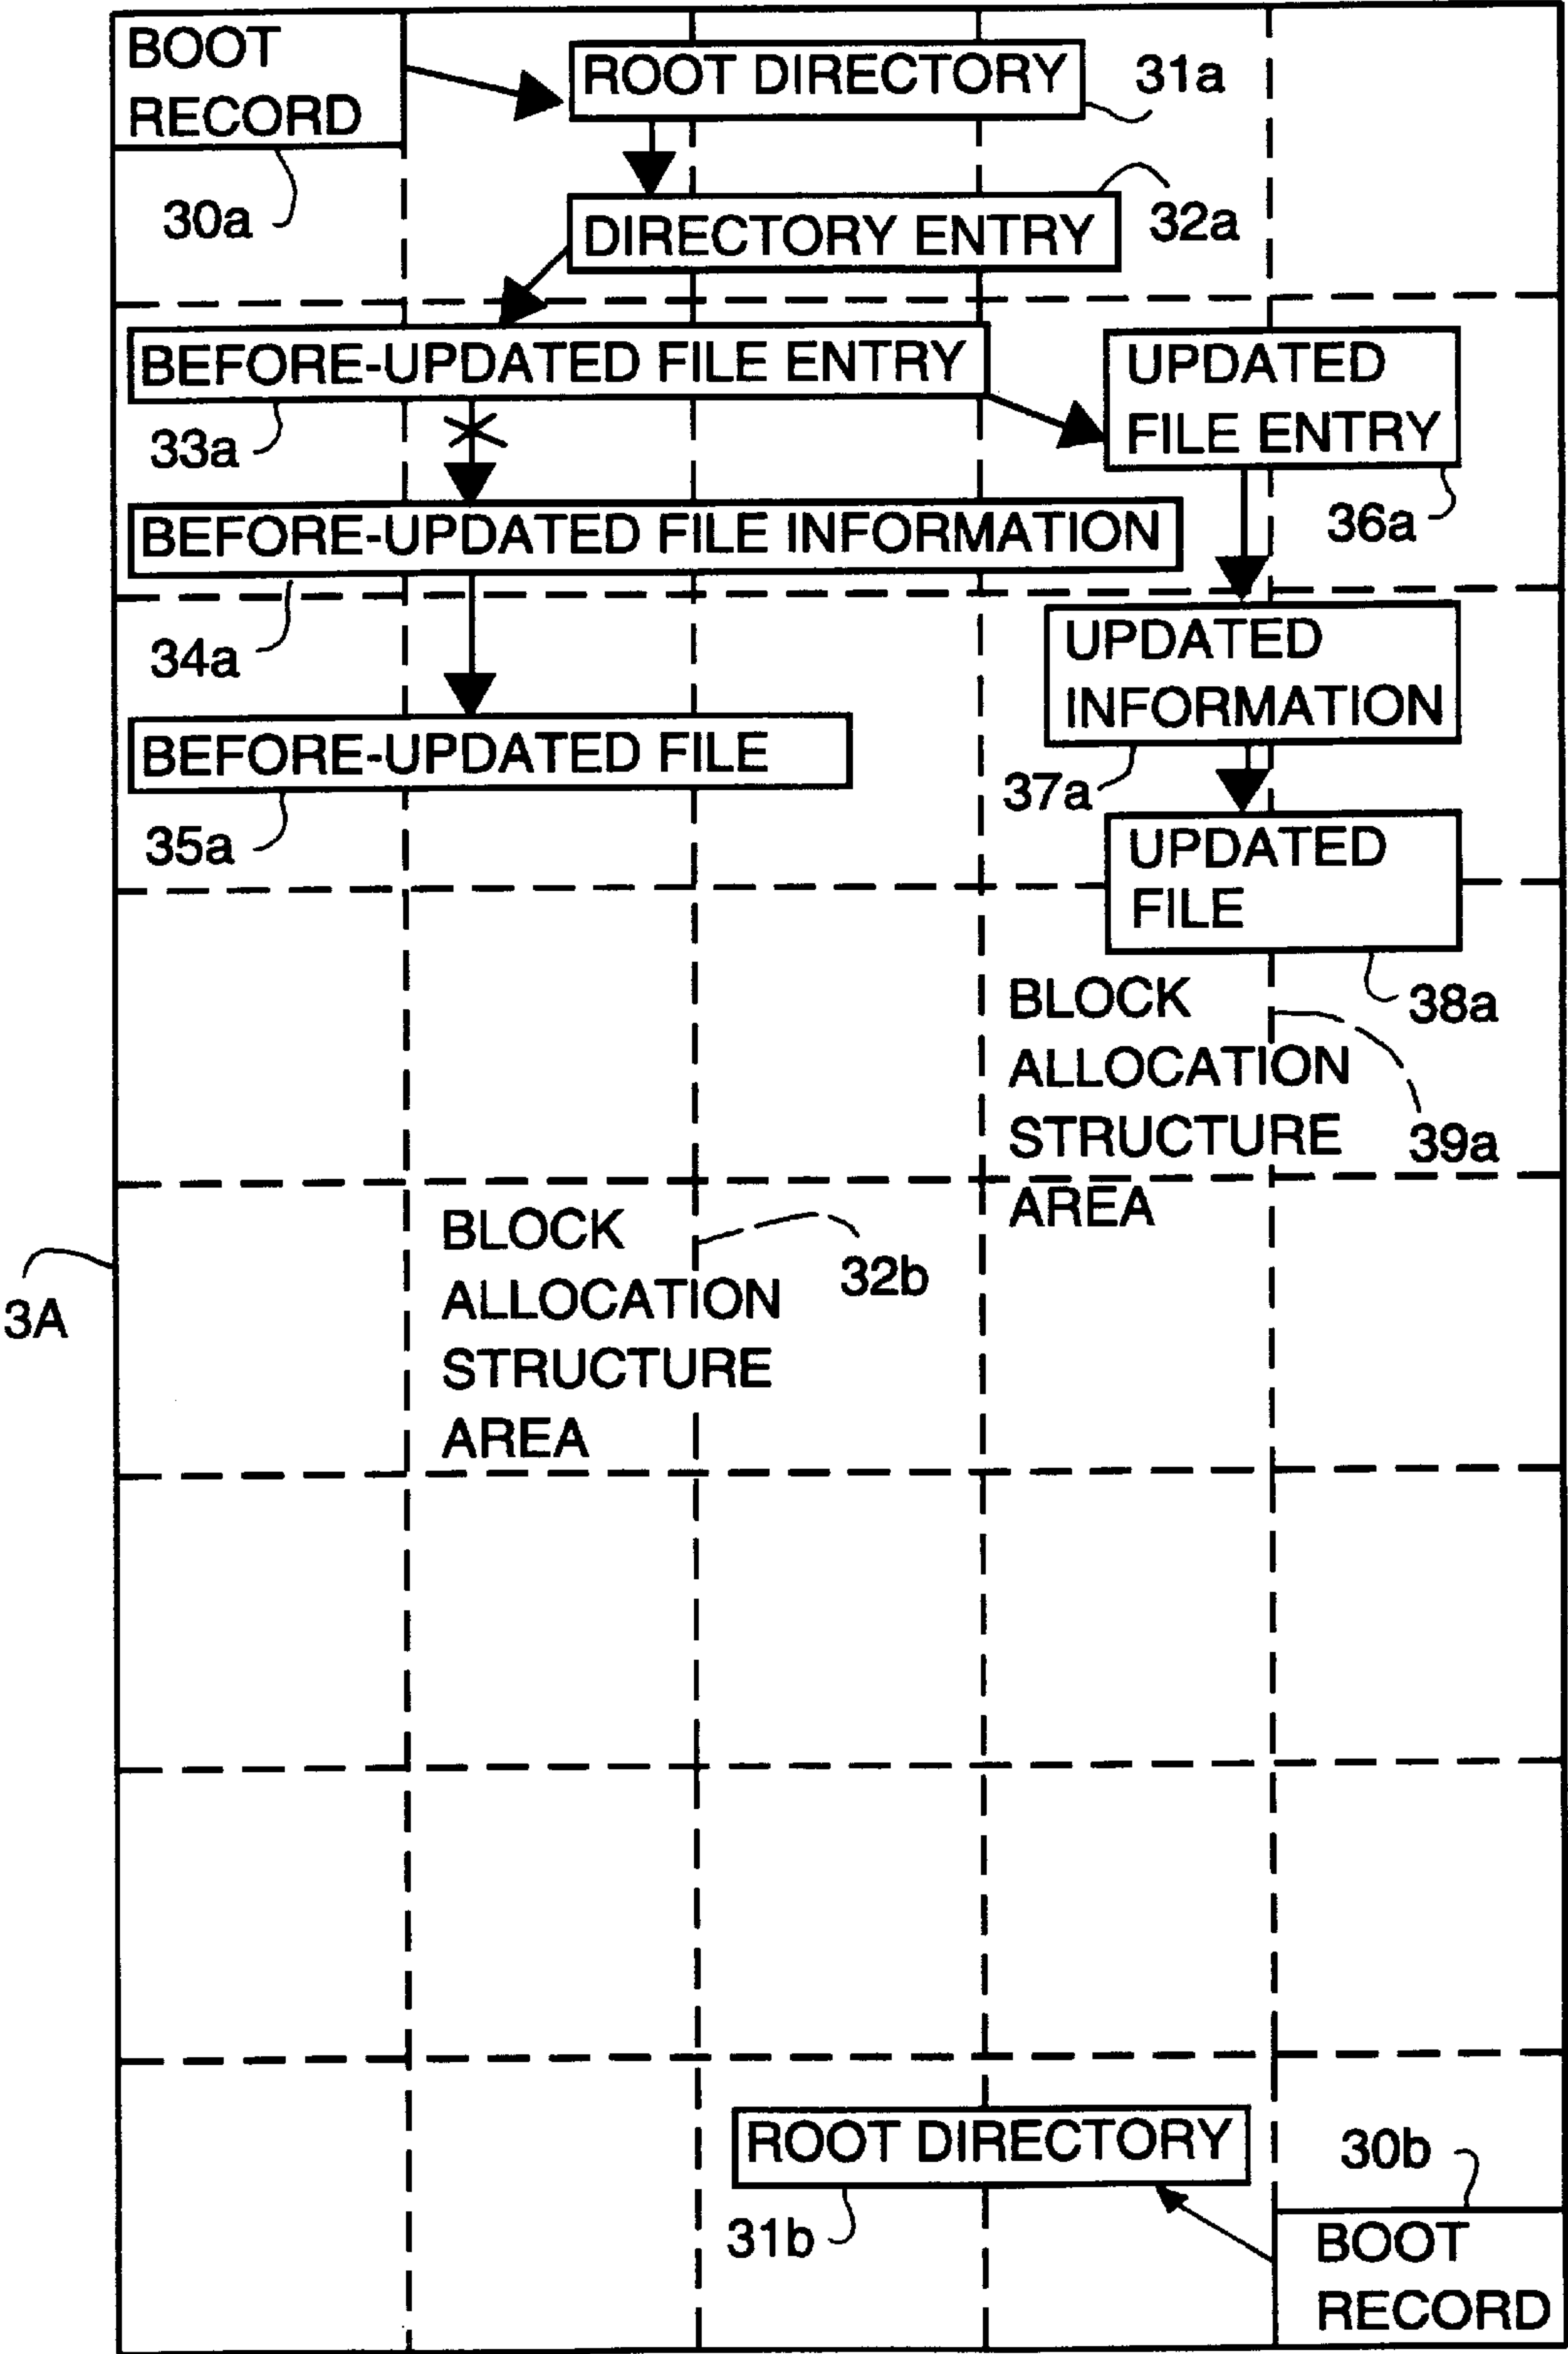 BOOT
RECORD
30a
ROOT DIRECTORY
31a
DIRECTORY ENTRY
32a
BEFORE-UPDATED FILE ENTRY
33a
UPDATED
FILE ENTRY
36a
BEFORE-UPDATED FILE INFORMATION
34a
UPDATED
INFORMATION
37a
BEFORE-UPDATED FILE
35a
UPDATED
FILE
38a
BLOCK
ALLOCATION
STRUCTURE
AREA
39a
BLOCK
ALLOCATION
STRUCTURE
AREA
32b
3A
ROOT DIRECTORY
31b
30b
BOOT
RECORD